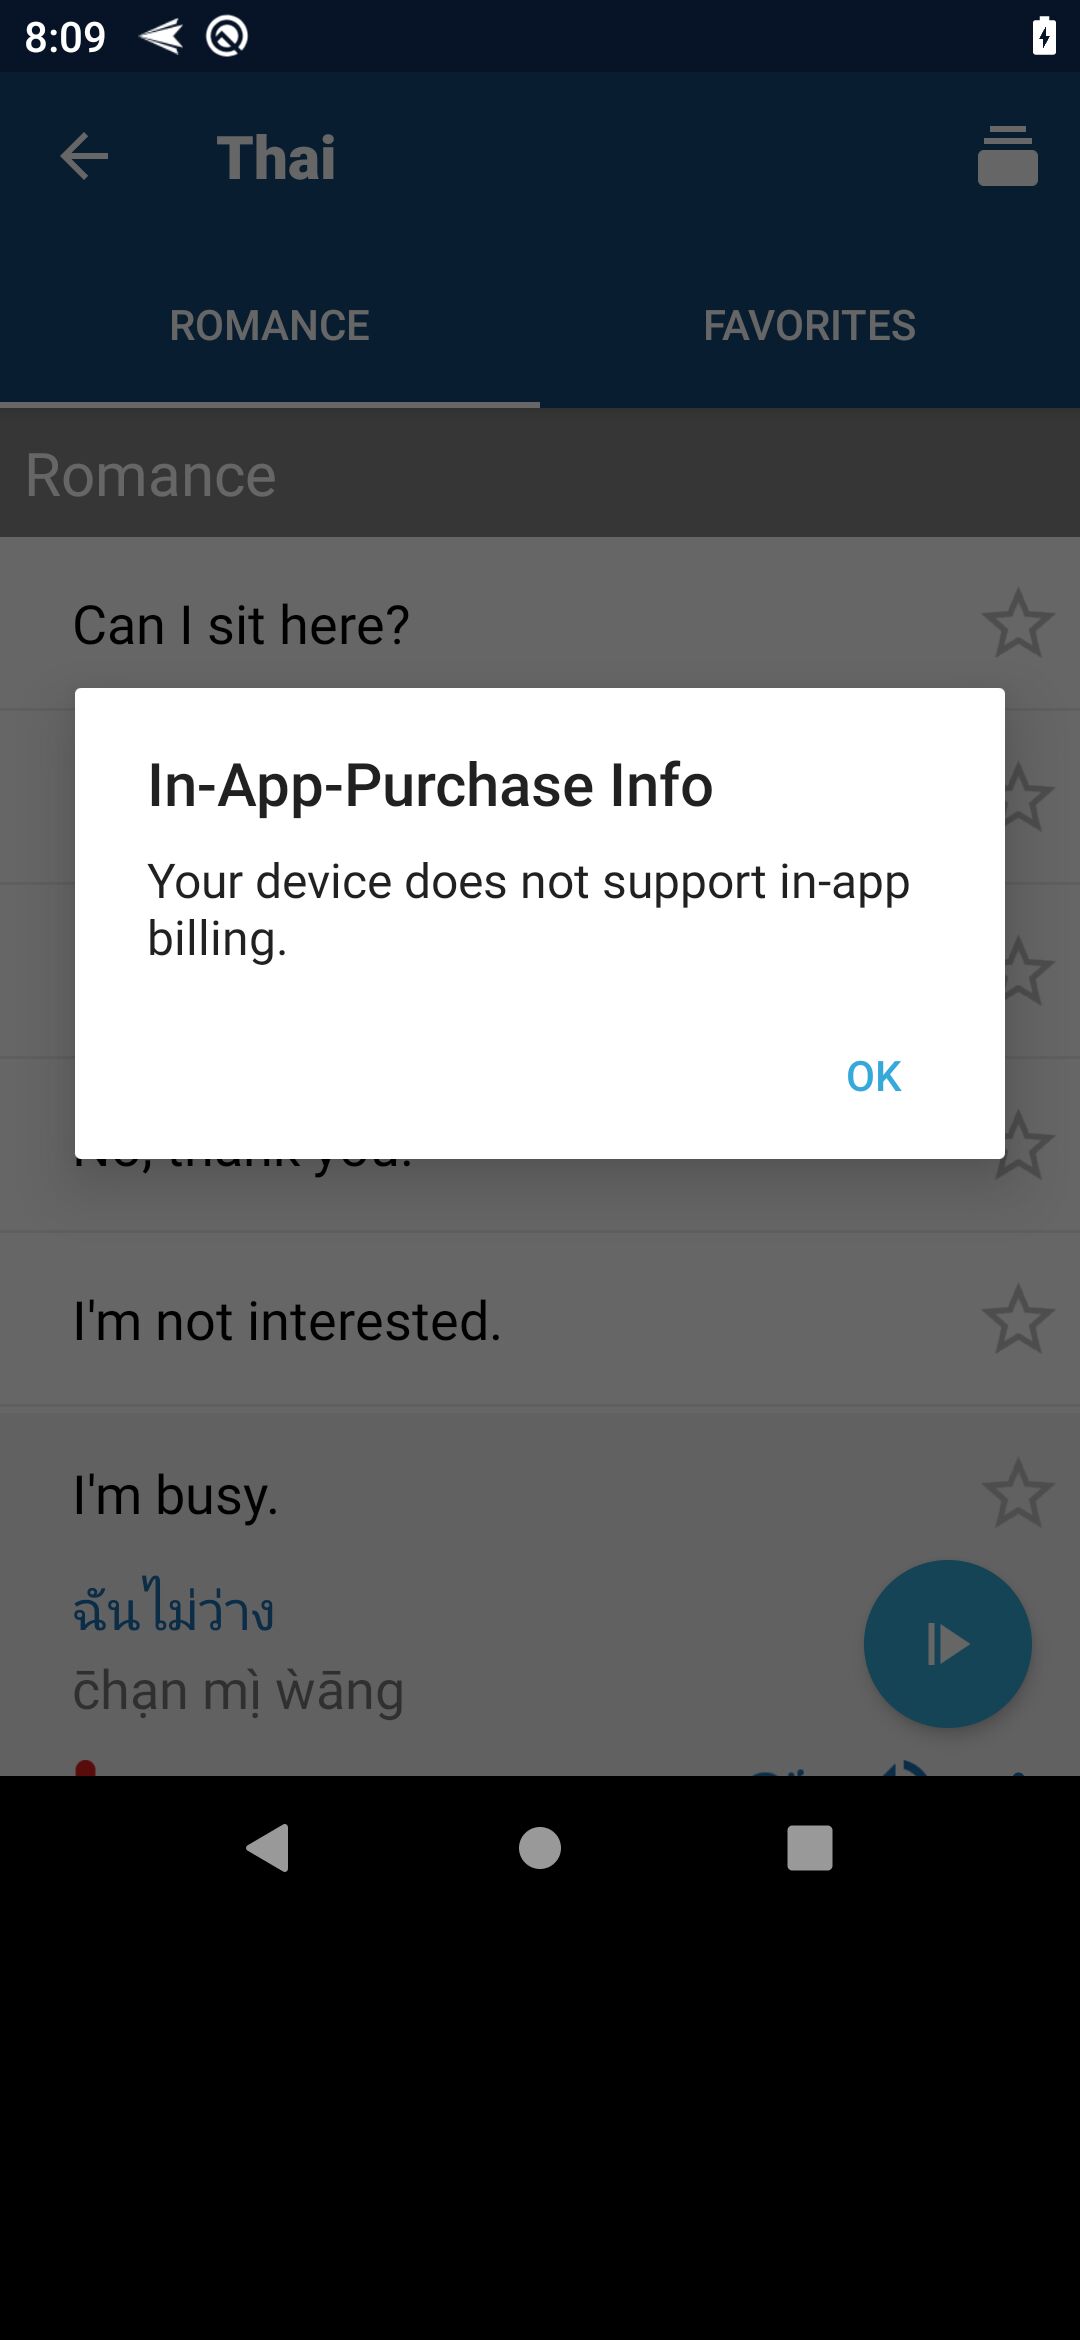 8:09
Thai
ROMANCE
FAVORITES
Romance
Can I sit here?
In-App-Purchase Info
Your device does not support in-app
billing.
OK
No, thank you.
I'm not interested.
I'm busy.
ฉันไม่ว่าง
c̄hạn mị̀ ẁāng